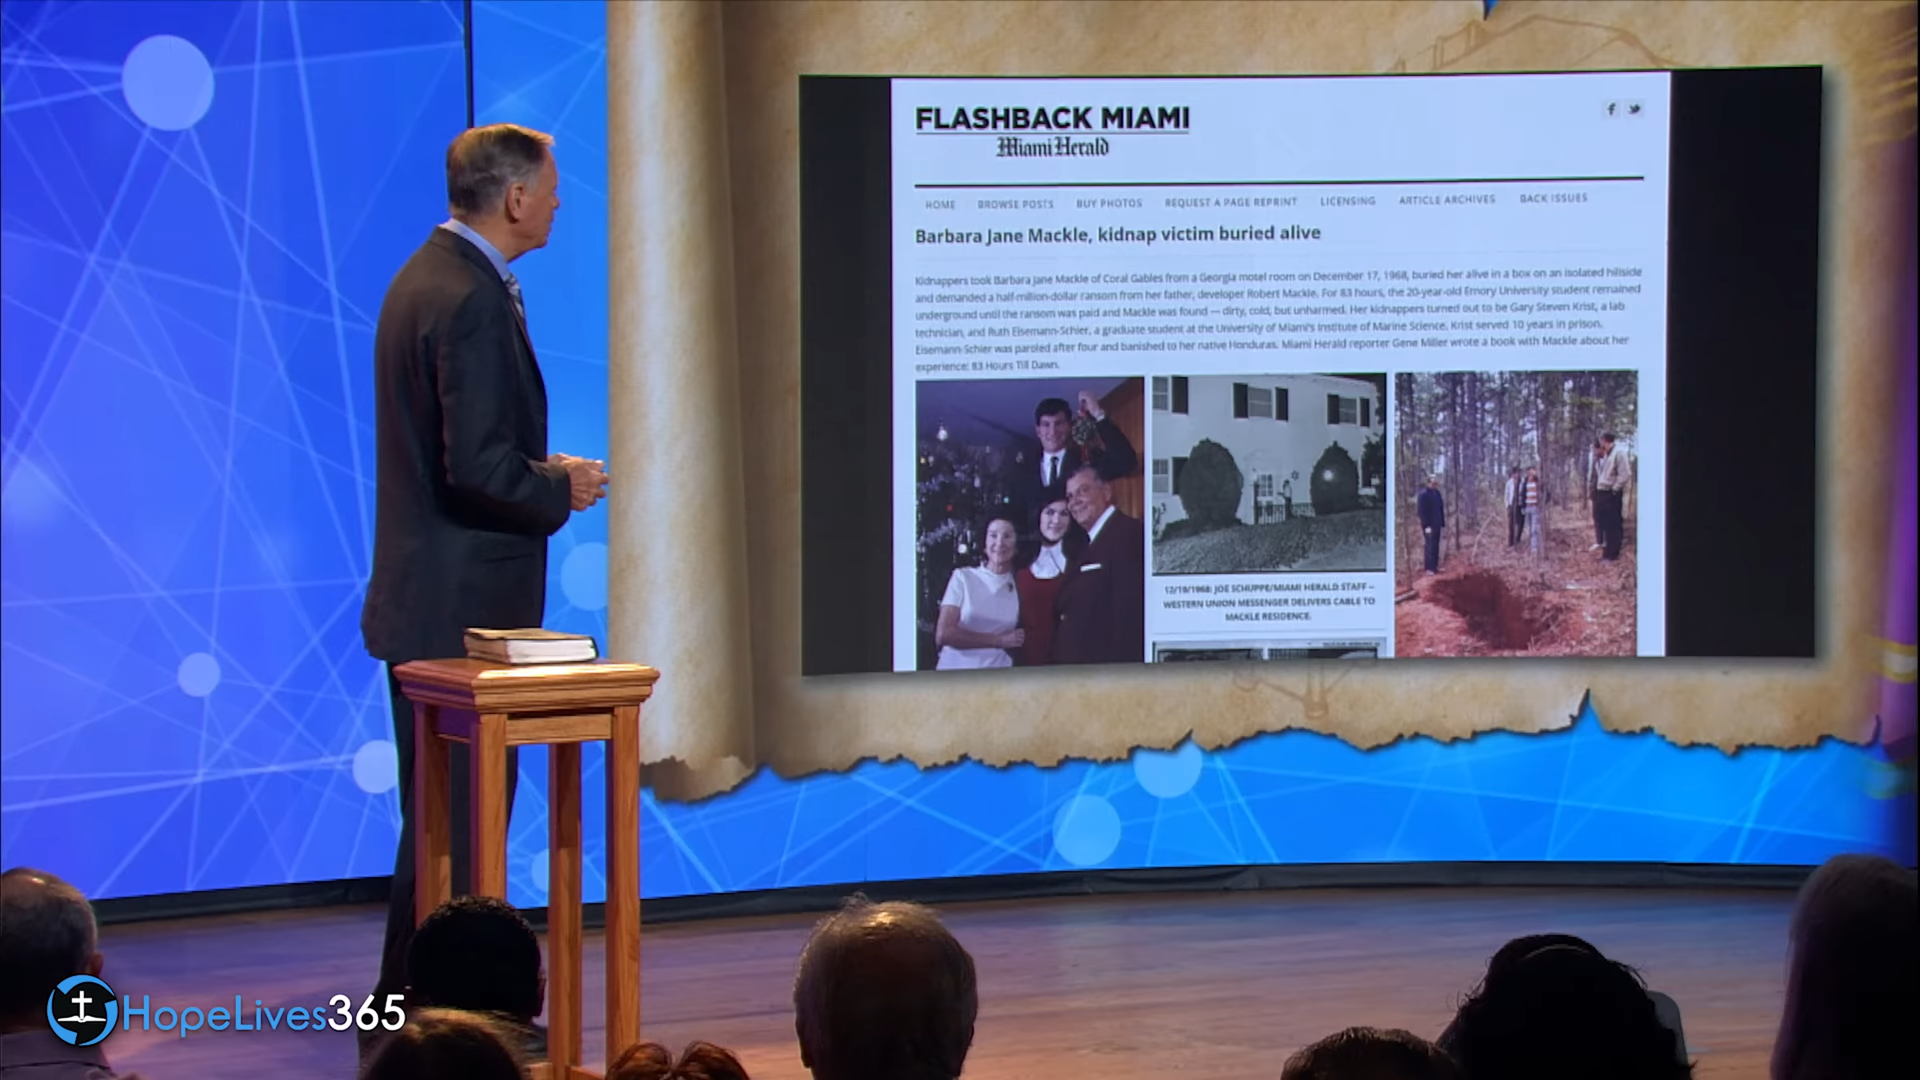 FLASHBACK MIAMI
Miami Herald
HOME BROWSE POSTS BUY PHOTOS REQUEST A PAGE REPRINT LICENSING ARTICLE ARCHIVES BACK ISSUES
Barbara Jane Mackle, kidnap victim buried alive
Kidnappers took Barbara Jane Mackle of Coral Gables from a Georgia motel room on December 17, 1968, buried her alive in a box on an isolated hillside
and demanded a half-million-dollar ransom from her father, developer Robert Mackle. For 83 hours, the 20-year-old Emory University student remained
underground until the ransom was paid and Mackle was found — dirty, cold, but unharmed. Her kidnappers turned out to be Gary Steven Krist, a lab
technician, and Ruth Eisemann-Schier, a graduate student at the University of Miami's Institute of Marine Science. Krist served 10 years in prison.
Eisemann-Schier was paroled after four and banished to her native Honduras. Miami Herald reporter Gene Miller wrote a book with Mackle about her
experience: 83 Hours Till Dawn.
12/19/1968: JOE SCHUPPE/MIAMI HERALD STAFF –
WESTERN UNION MESSENGER DELIVERS CABLE TO
MACKLE RESIDENCE.
HopeLives365